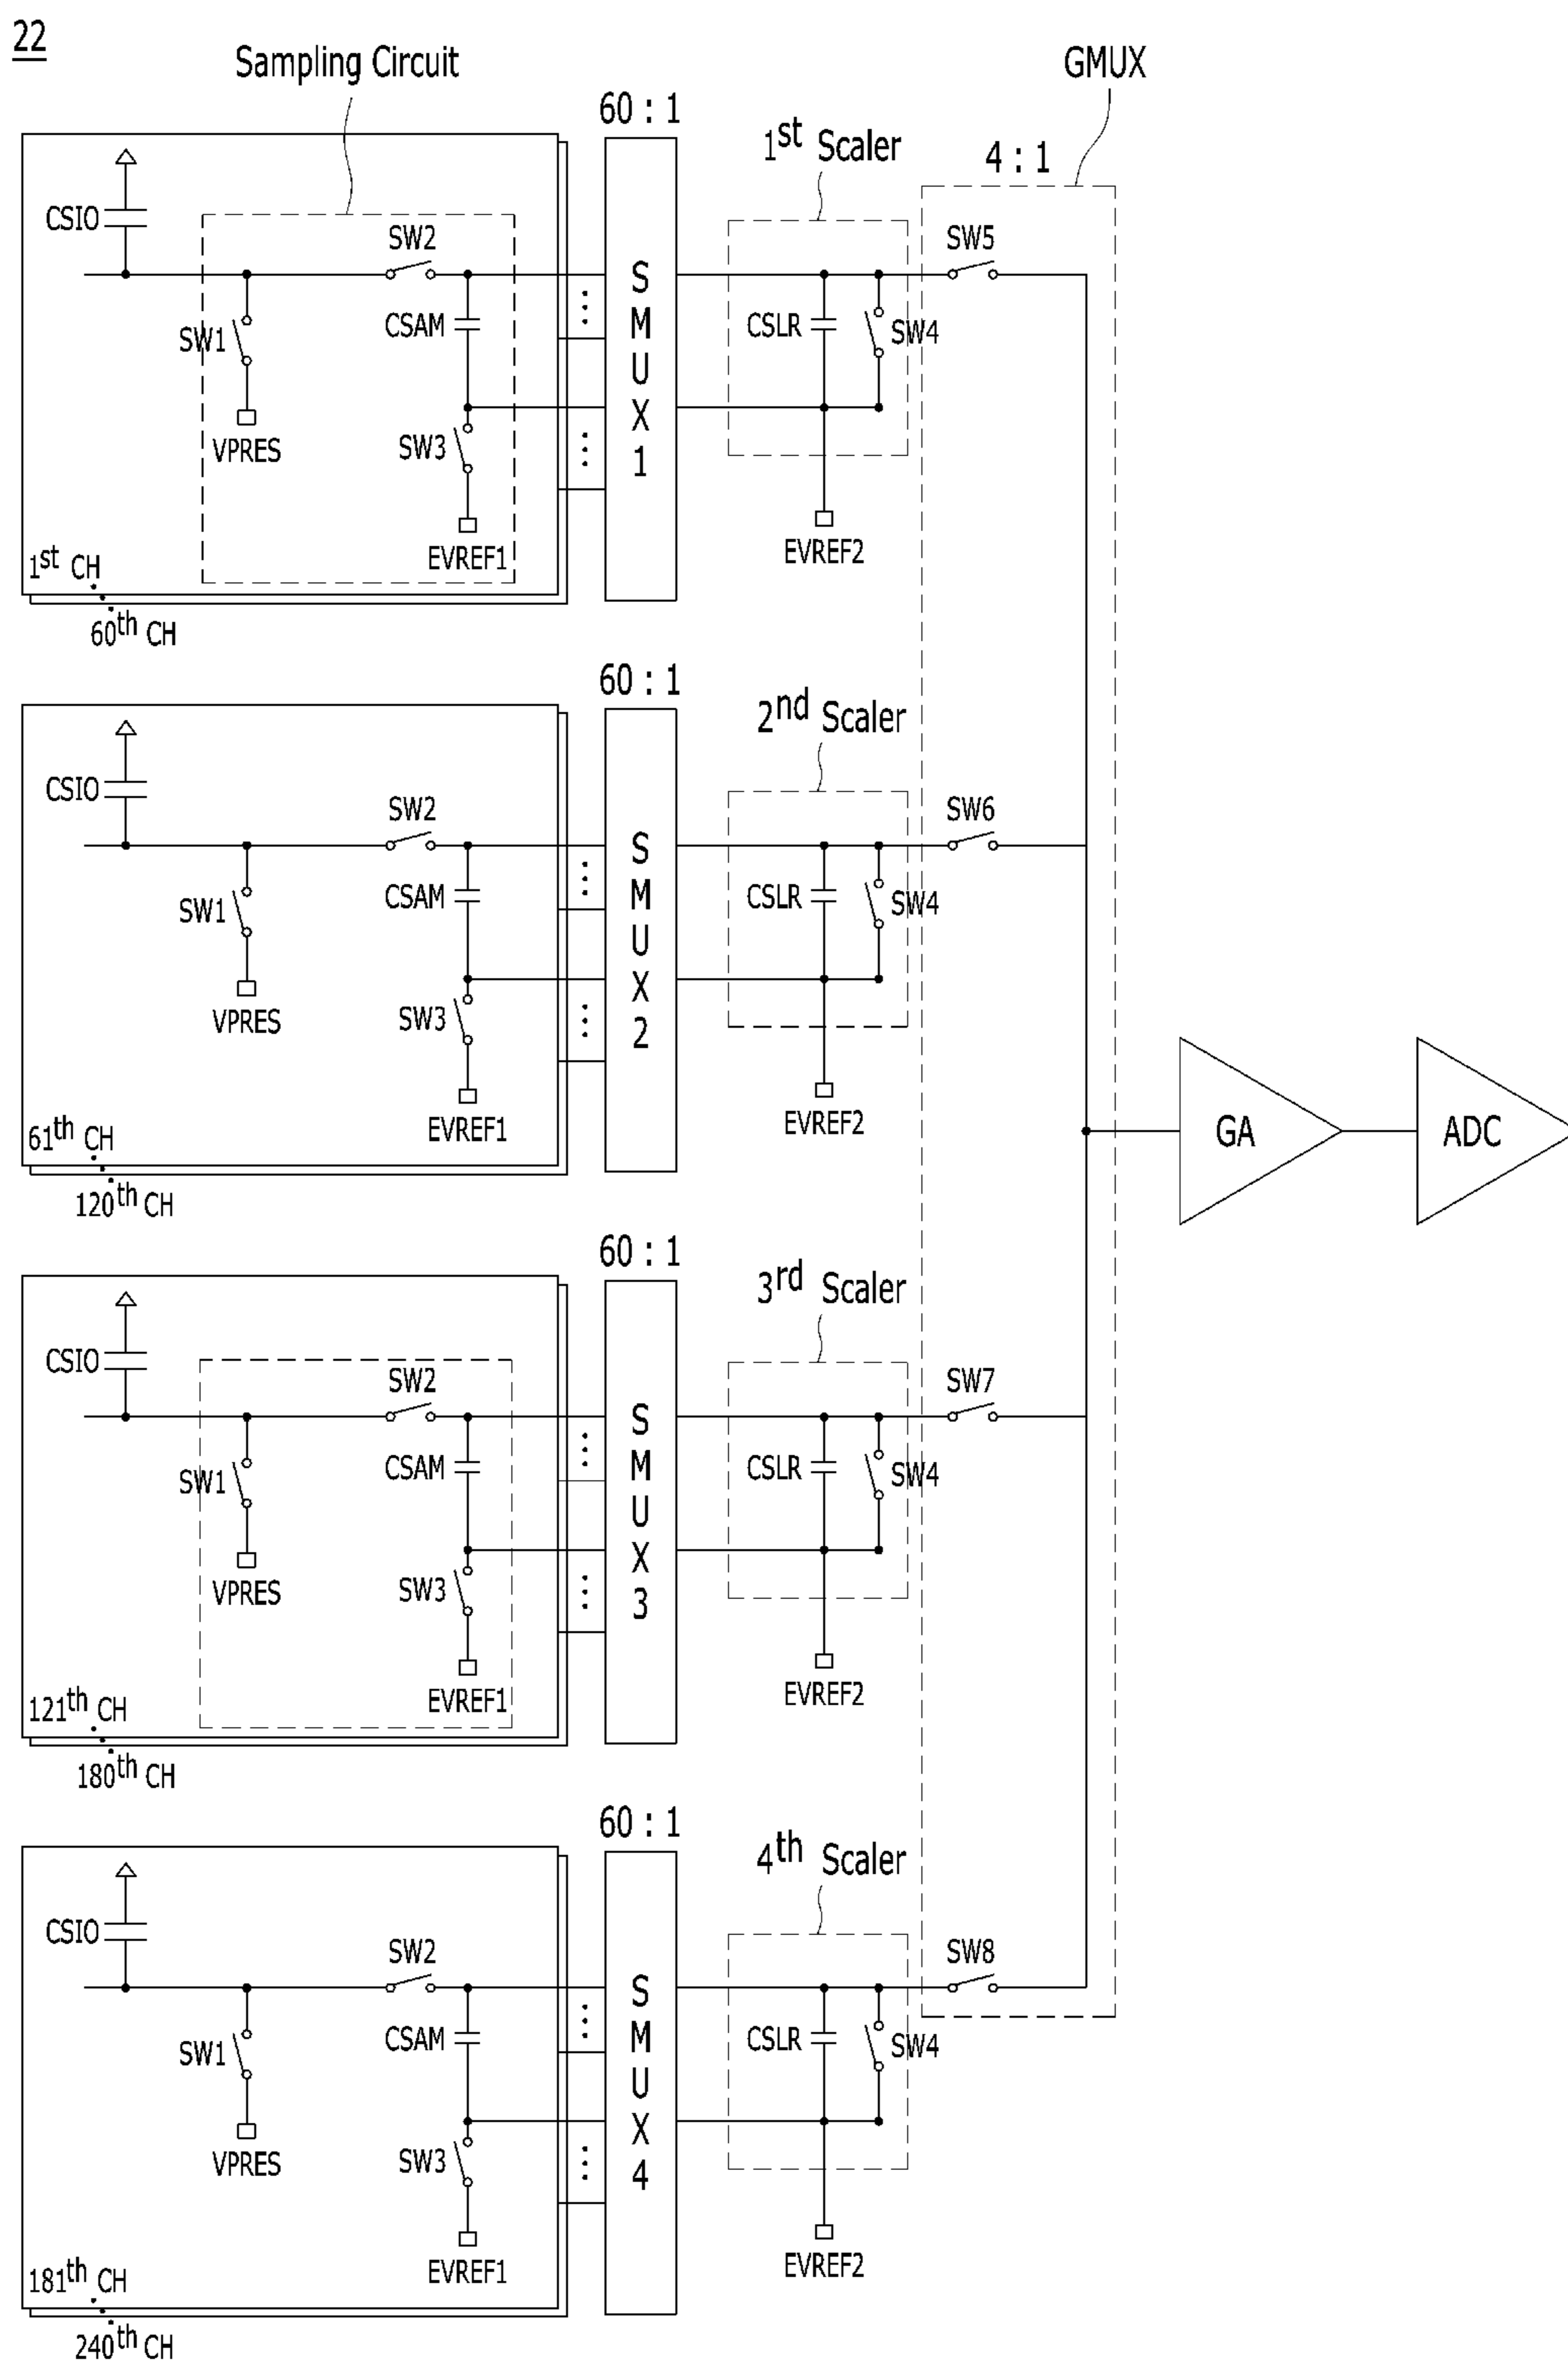 22
Sampling Circuit
GMUX
60 : 1
1st Scaler
4 : 1
CSIO
SW2
SW5
SW1
CSAM
SMUX1
CSLR
SW4
VPRES
SW3
EVREF1
EVREF2
1st CH
60th CH
60 : 1
2nd Scaler
CSIO
SW2
SW6
SW1
CSAM
SMUX2
CSLR
SW4
VPRES
SW3
EVREF1
EVREF2
GA
ADC
61th CH
120th CH
60 : 1
3rd Scaler
CSIO
SW2
SW7
SW1
CSAM
SMUX3
CSLR
SW4
VPRES
SW3
EVREF1
EVREF2
121th CH
180th CH
60 : 1
4th Scaler
CSIO
SW2
SW8
SW1
CSAM
SMUX4
CSLR
SW4
VPRES
SW3
EVREF1
EVREF2
181th CH
240th CH